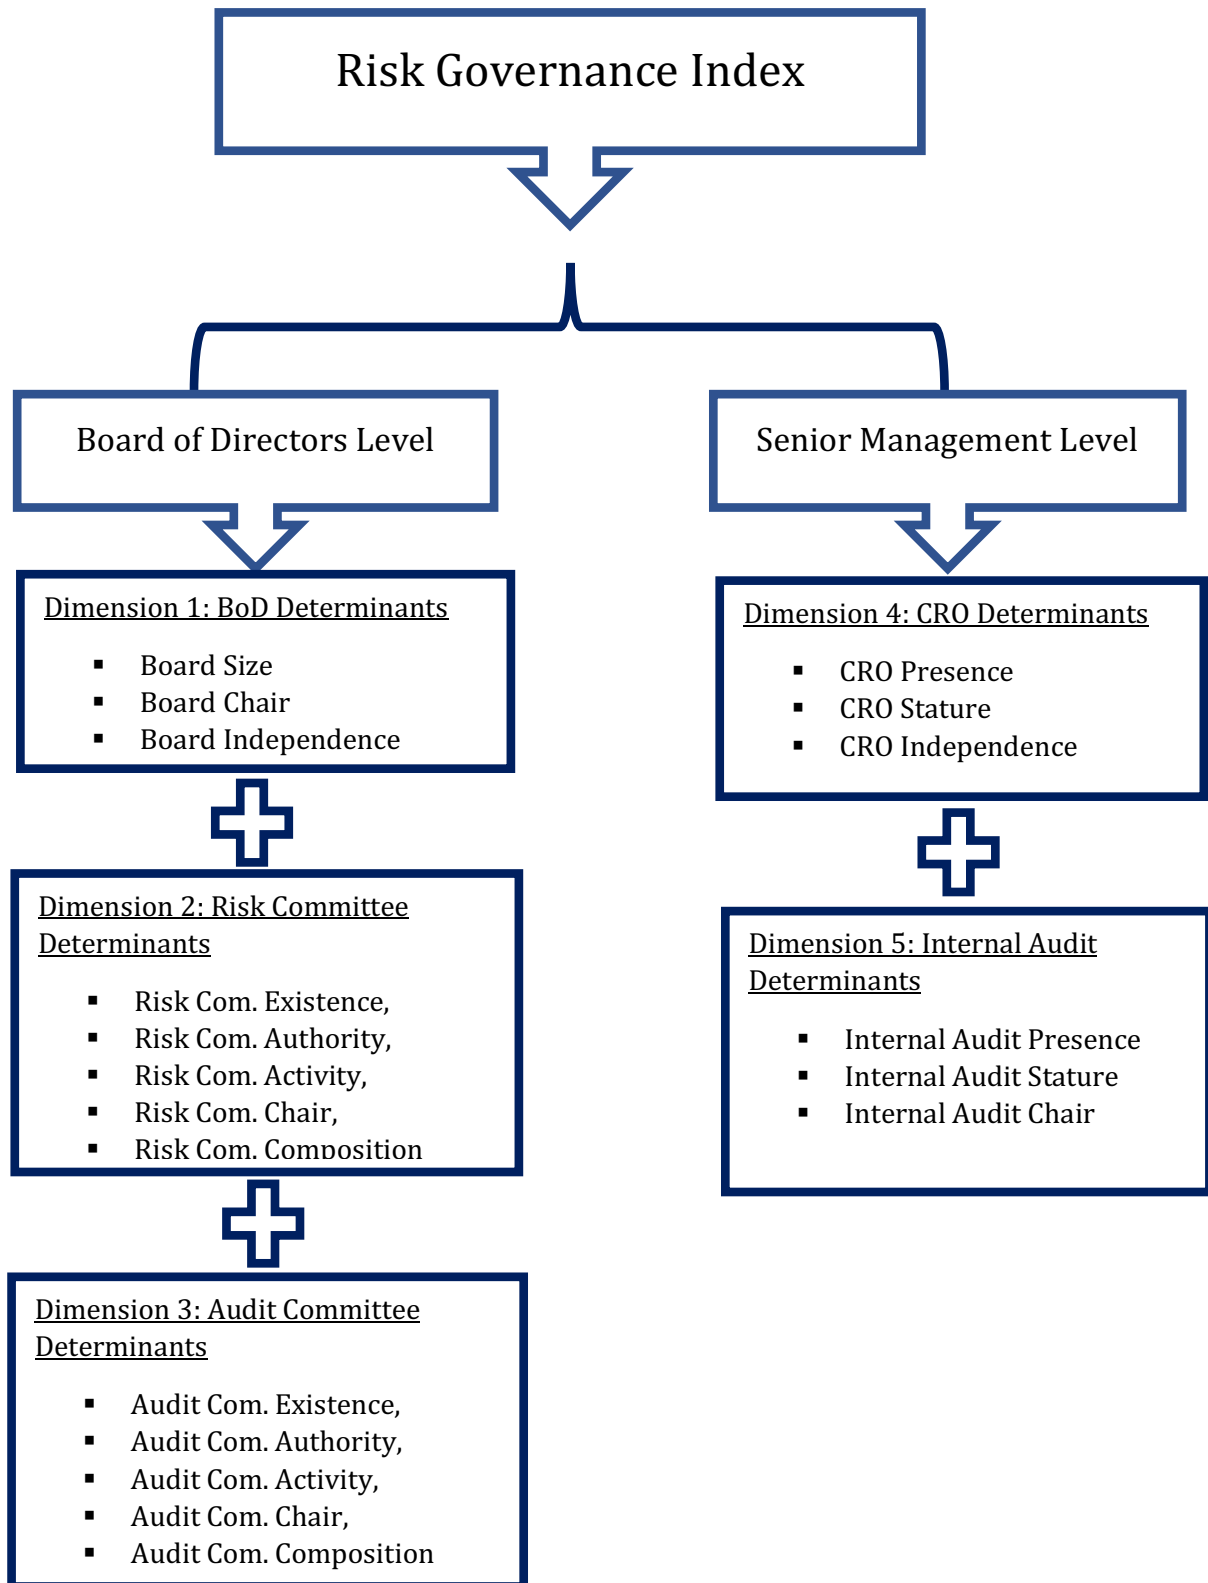 Risk Governance Index
Board of Directors Level
Senior Management Level
Dimension 1: BoD Determinants
▪ Board Size
▪ Board Chair
▪ Board Independence
Dimension 2: Risk Committee
Determinants
▪ Risk Com. Existence,
▪ Risk Com. Authority,
▪ Risk Com. Activity,
▪ Risk Com. Chair,
▪ Risk Com. Composition
Dimension 3: Audit Committee
Determinants
▪ Audit Com. Existence,
▪ Audit Com. Authority,
▪ Audit Com. Activity,
▪ Audit Com. Chair,
▪ Audit Com. Composition
Dimension 4: CRO Determinants
▪ CRO Presence
▪ CRO Stature
▪ CRO Independence
Dimension 5: Internal Audit
Determinants
▪ Internal Audit Presence
▪ Internal Audit Stature
▪ Internal Audit Chair